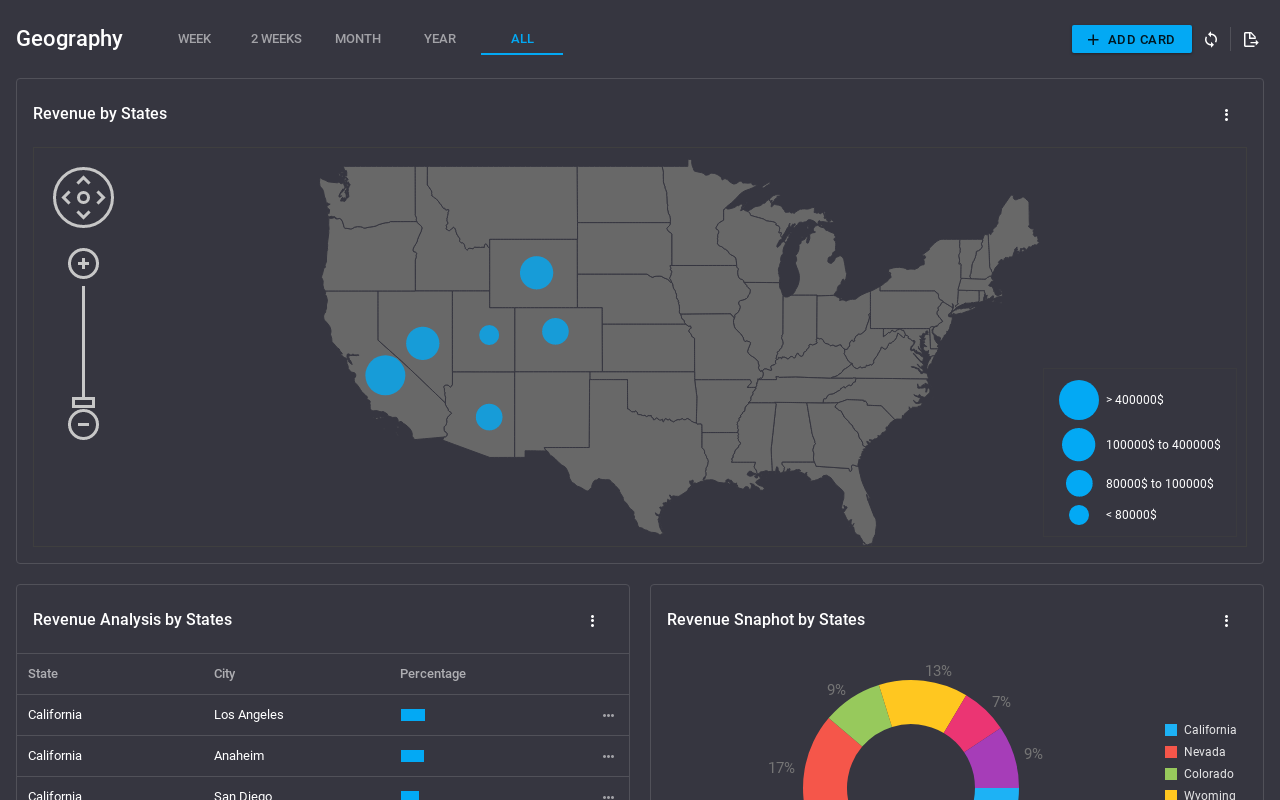 Geography
WEEK
2 WEEKS
MONTH
YEAR
ALL
ADD CARD
Revenue by States
> 400000$
100000$ to 400000$
80000$ to 100000$
< 80000$
Revenue Analysis by States
State City Percentage
California Los Angeles
California Anaheim
California San Diego
Revenue Snaphot by States
13%
9%
7%
9%
17%
California
Nevada
Colorado
Wyoming